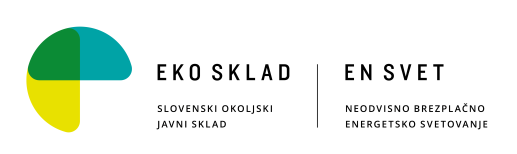 EKO SKLAD
SLOVENSKI OKOLJSKI
JAVNI SKLAD
EN SVET
NEODVISNO BREZPLAČNO
ENERGETSKO SVETOVANJE